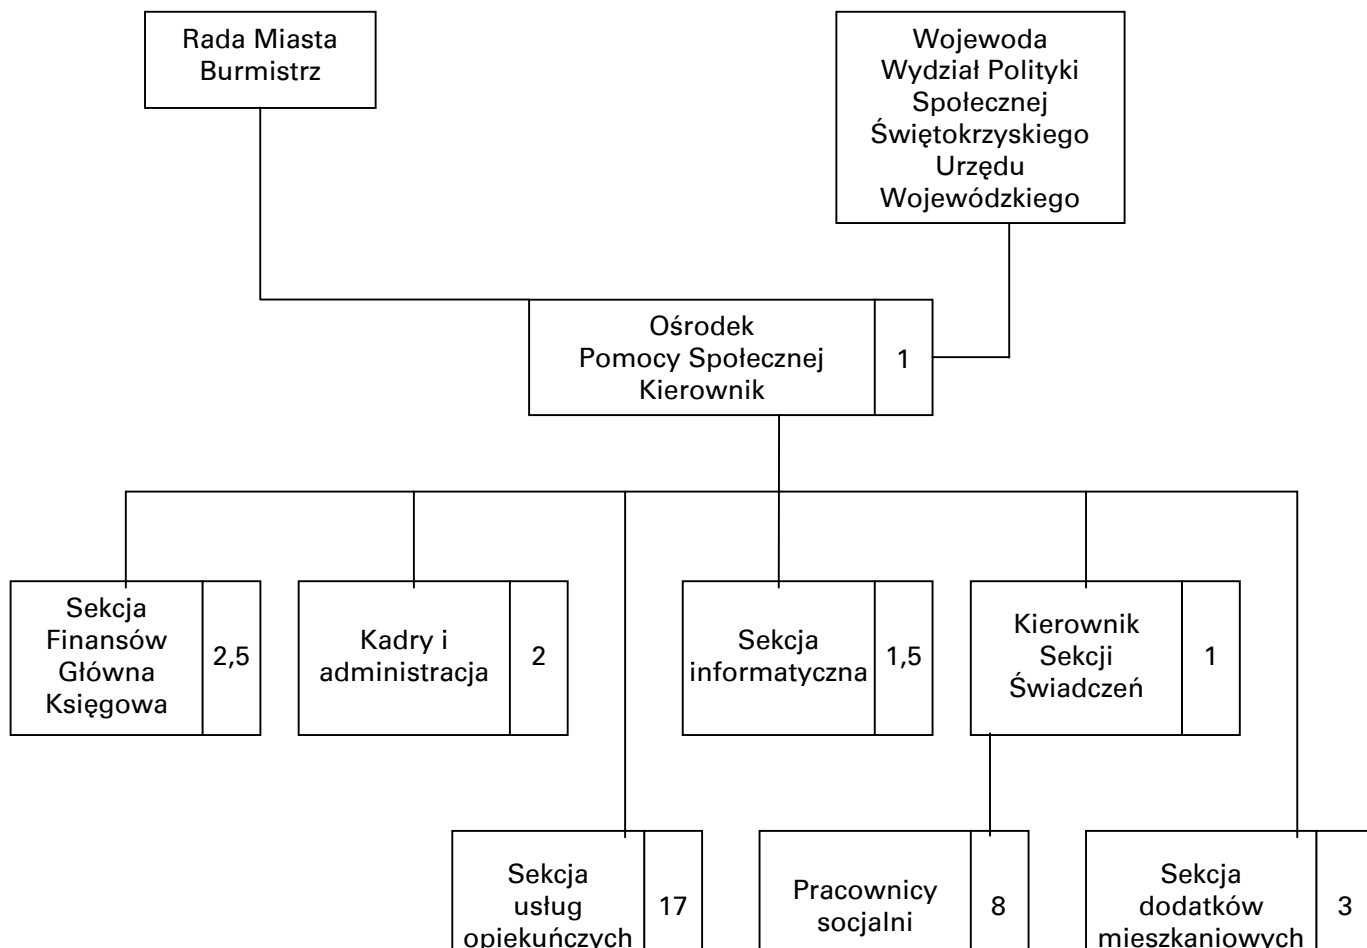 Rada Miasta
Burmistrz
Wojewoda
Wydział Polityki
Społecznej
Świętokrzyskiego
Urzędu
Wojewódzkiego
Ośrodek
Pomocy Społecznej
Kierownik
1
Sekcja
Finansów
Główna
Księgowa
2,5
Kadry i
administracja
2
Sekcja
informatyczna
1,5
Kierownik
Sekcji
Świadczeń
1
Sekcja
usług
opiekuńczych
17
Pracownicy
socjalni
8
Sekcja
dodatków
mieszkaniowych
3